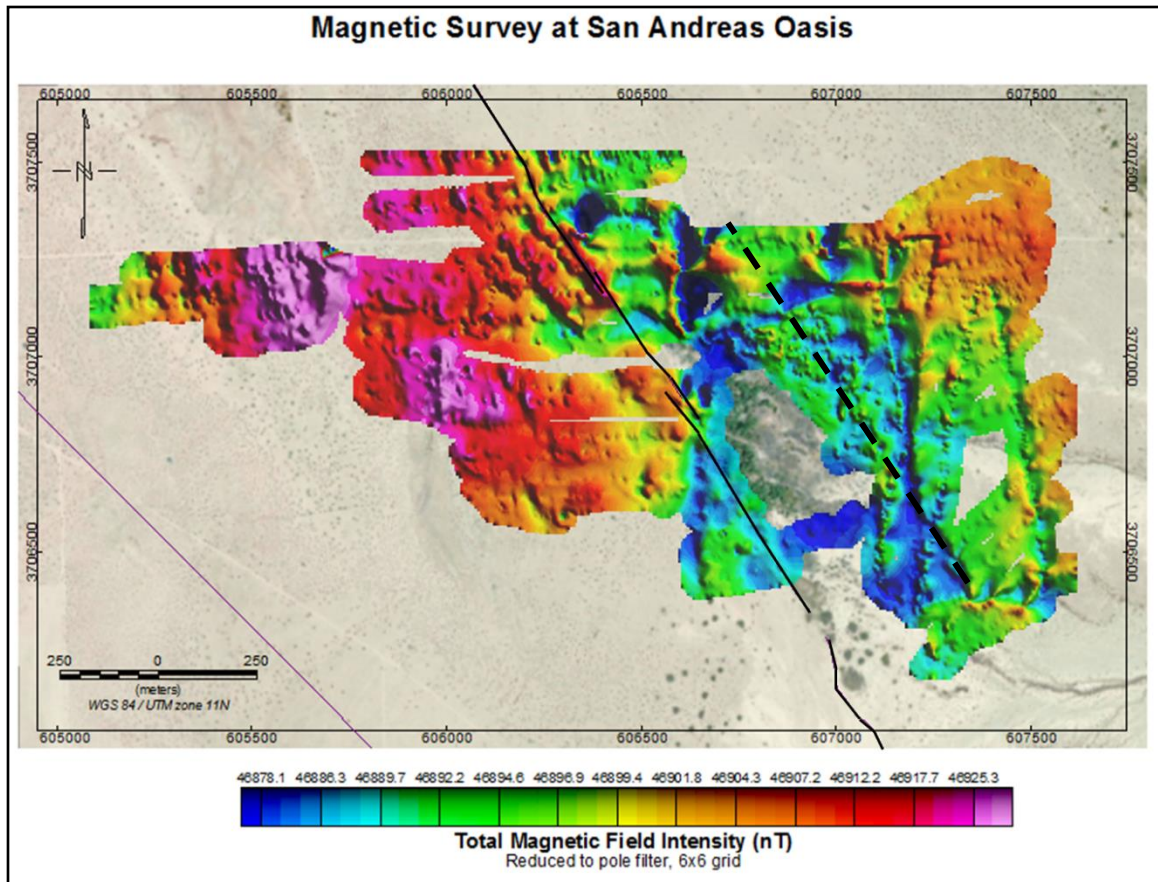 Magnetic Survey at San Andreas Oasis
605000 605500 606000 606500 607000 607500
3707500 3707500
N
3707000 3707000
3706500 3706500
250 0 250
(meters)
WGS 84 / UTM zone 11N
605000 605500 606000 606500 607000 607500
46878.1 46886.3 46889.7 46892.2 46894.6 46896.9 46899.4 46901.8 46904.3 46907.2 46912.2 46917.7 46925.3
Total Magnetic Field Intensity (nT)
Reduced to pole filter, 6x6 grid